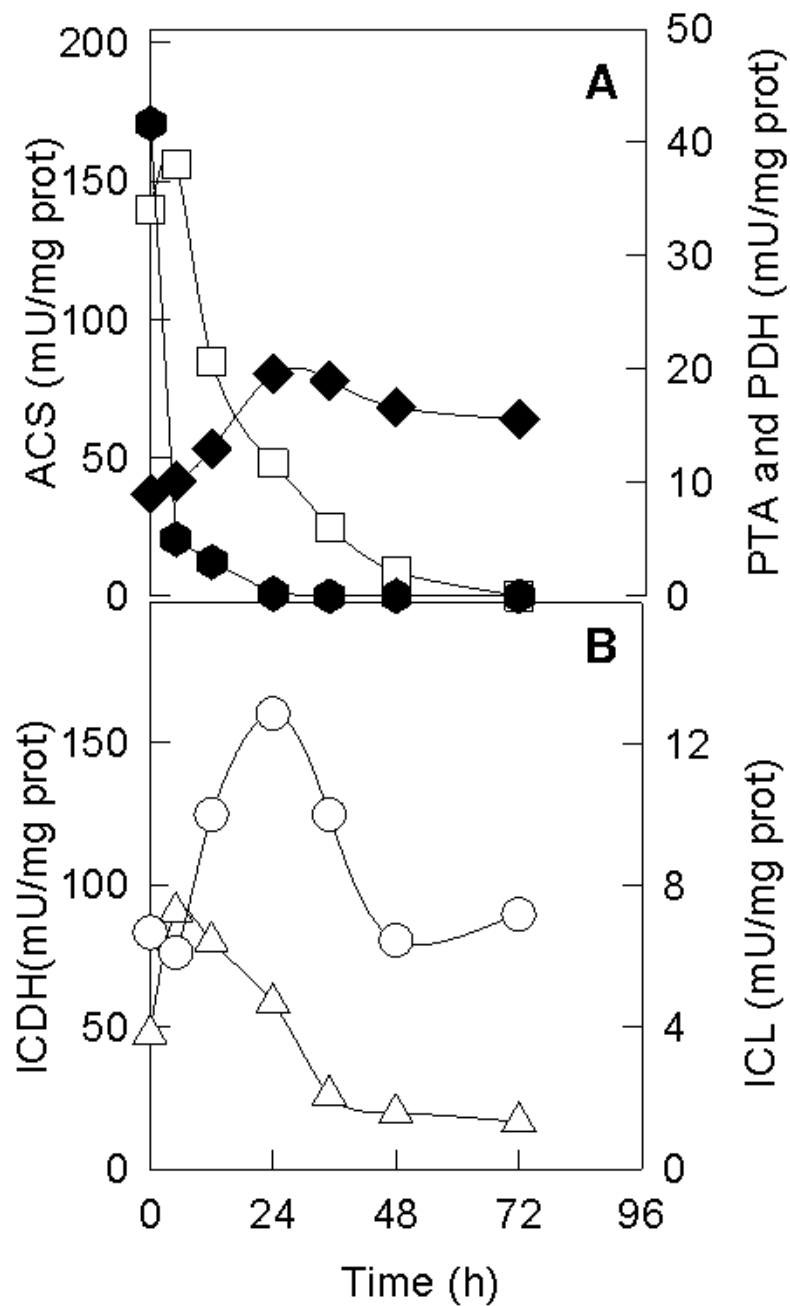 A
200
150
100
50
0
ACS (mU/mg prot)
50
40
30
20
10
0
PTA and PDH (mU/mg prot)
B
150
100
50
0
ICDH(mU/mg prot)
12
8
4
0
ICL (mU/mg prot)
0 24 48 72 96
Time (h)